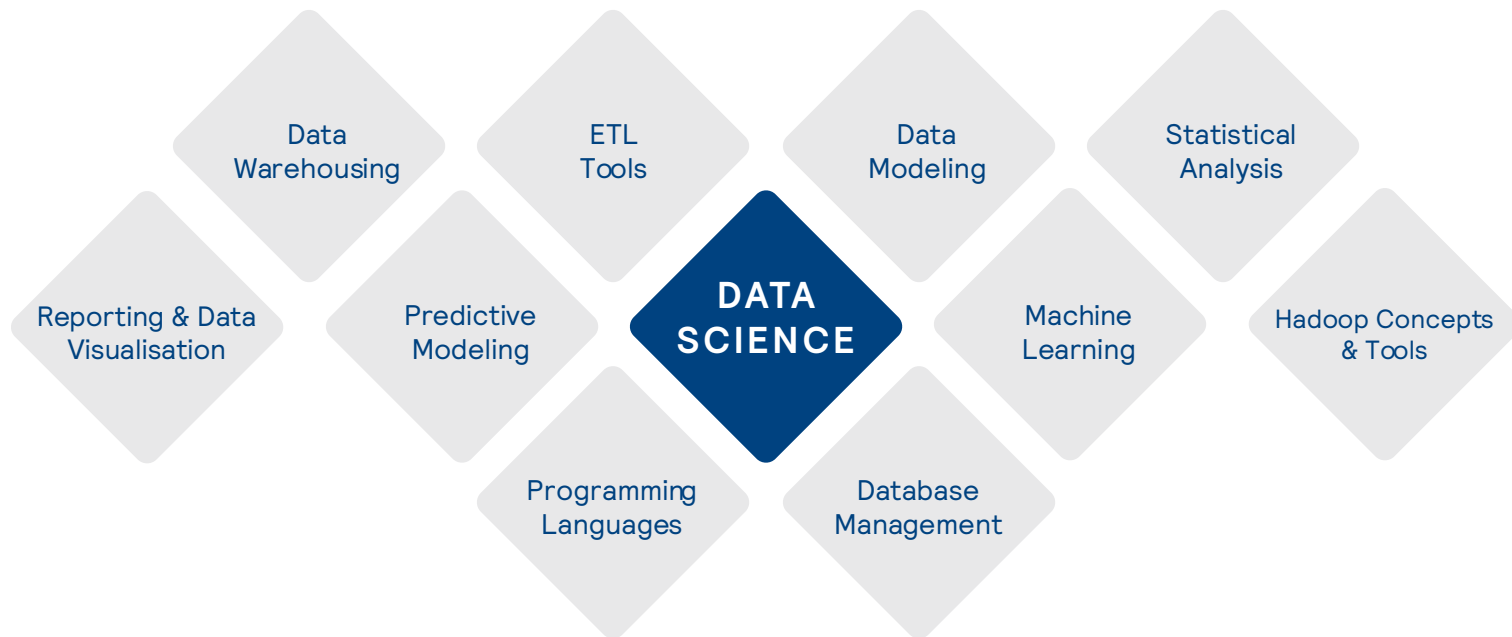 Data
Warehousing
ETL
Tools
Data
Modeling
Statistical
Analysis
Reporting & Data
Visualisation
Predictive
Modeling
DATA
SCIENCE
Machine
Learning
Hadoop Concepts
& Tools
Programming
Languages
Database
Management